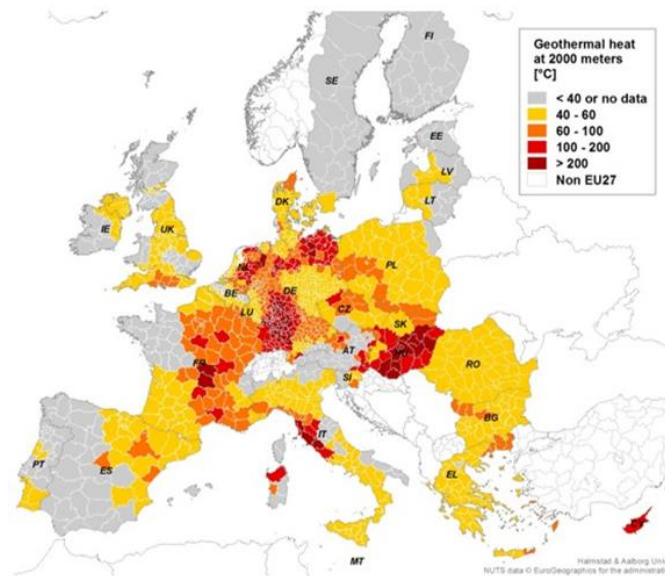 Geothermal heat
at 2000 meters
[°C]
< 40 or no data
40 - 60
60 - 100
100 - 200
> 200
Non EU27
FI
SE
EE
LV
LT
DK
IE
UK
NL
PL
BE
DE
LU
CZ
SK
AT
HU
FR
SI
RO
IT
BG
PT
ES
EL
MT
Halmstad & Aalborg Uni
NUTS data © EuroGeographics for the administrati